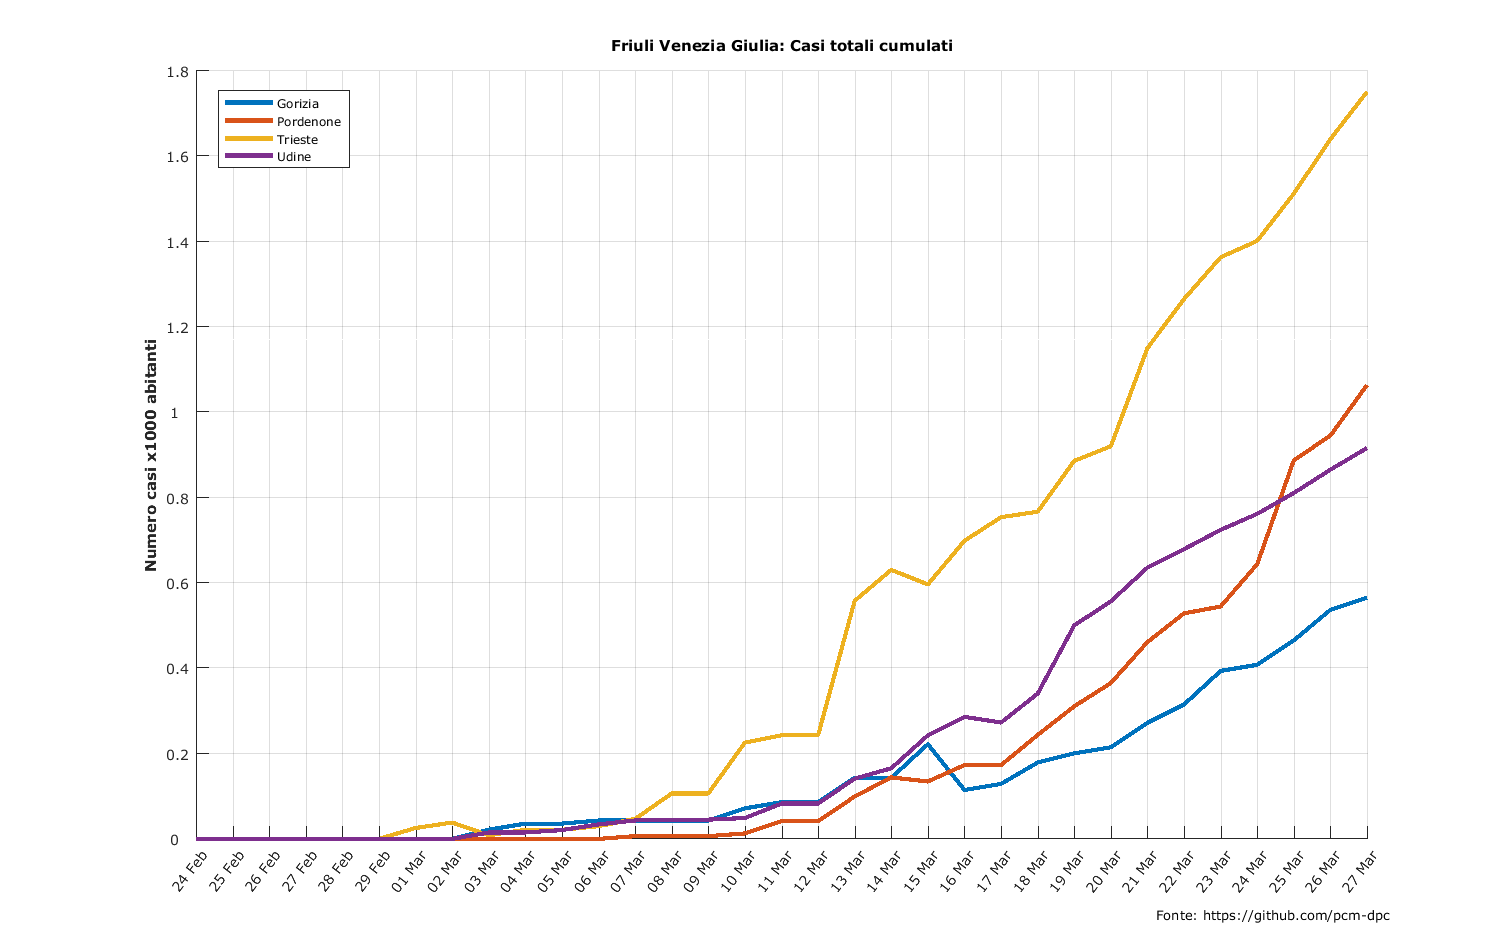 Friuli Venezia Giulia: Casi totali cumulati
Gorizia
Pordenone
Trieste
Udine
Numero casi x1000 abitanti
1.8
1.6
1.4
1.2
1
0.8
0.6
0.4
0.2
0
24 Feb
25 Feb
26 Feb
27 Feb
28 Feb
29 Feb
01 Mar
02 Mar
03 Mar
04 Mar
05 Mar
06 Mar
07 Mar
08 Mar
09 Mar
10 Mar
11 Mar
12 Mar
13 Mar
14 Mar
15 Mar
16 Mar
17 Mar
18 Mar
19 Mar
20 Mar
21 Mar
22 Mar
23 Mar
24 Mar
25 Mar
26 Mar
27 Mar
Fonte: https://github.com/pcm-dpc